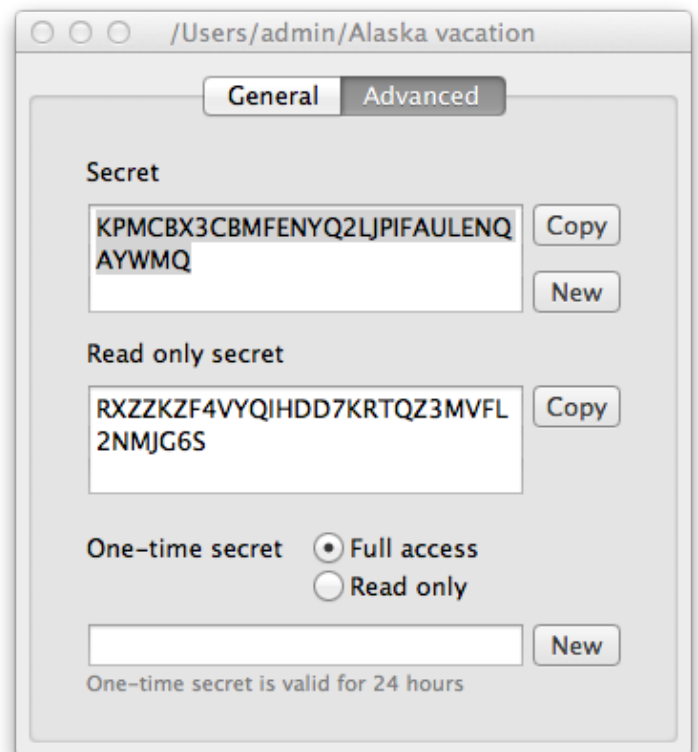 /Users/admin/Alaska vacation
General Advanced
Secret
KPMCBX3CBMFENYQ2LJPIFAULENQ Copy
AYWMQ
New
Read only secret
RXZZKZF4VYQIHDD7KRTQZ3MVFL Copy
2NMJG6S
One-time secret Full access
Read only
New
One-time secret is valid for 24 hours